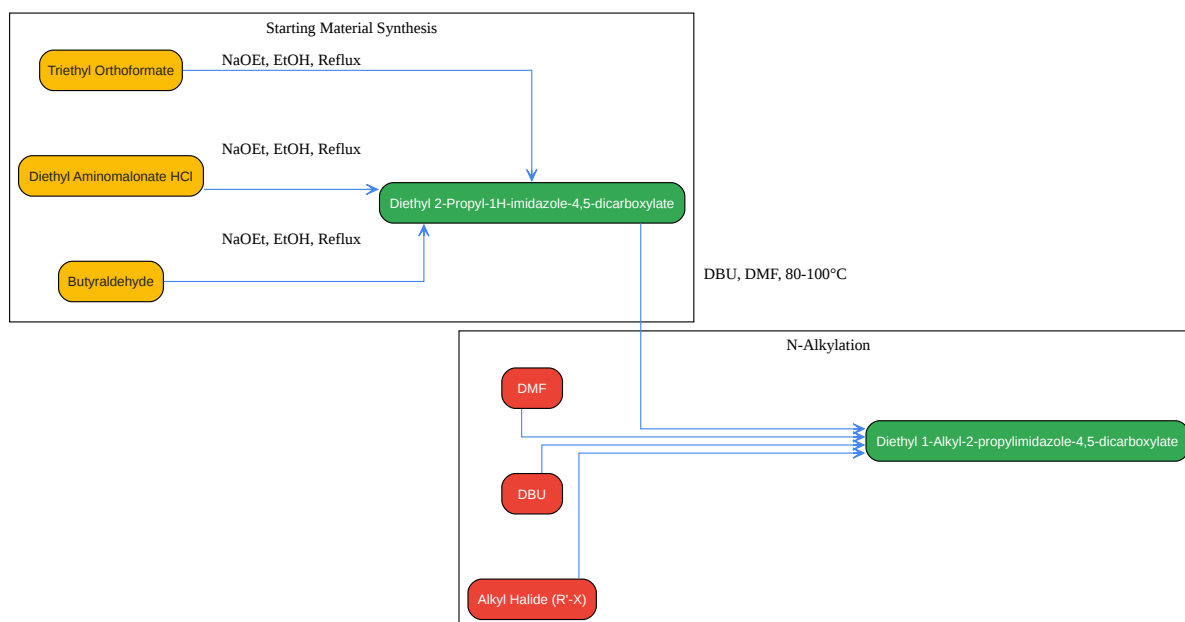 Starting Material Synthesis
NaOEt, EtOH, Reflux
Triethyl Orthoformate
NaOEt, EtOH, Reflux
Diethyl Aminomalonate HCl
Diethyl 2-Propyl-1H-imidazole-4,5-dicarboxylate
NaOEt, EtOH, Reflux
Butyraldehyde
DBU, DMF, 80-100°C
N-Alkylation
DMF
Diethyl 1-Alkyl-2-propylimidazole-4,5-dicarboxylate
DBU
Alkyl Halide (R'-X)